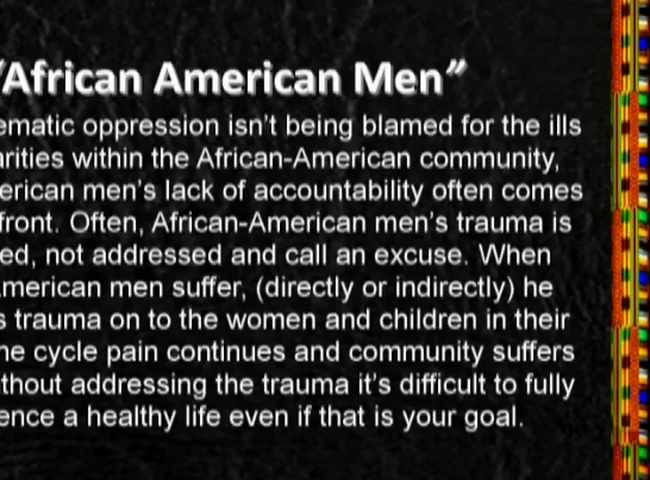 "African American Men"
ematic oppression isn't being blamed for the ills
arities within the African-American community,
erican men's lack of accountability often comes
front. Often, African-American men's trauma is
ed, not addressed and call an excuse. When
merican men suffer, (directly or indirectly) he
s trauma on to the women and children in their
he cycle pain continues and community suffers
thout addressing the trauma it's difficult to fully
ence a healthy life even if that is your goal.